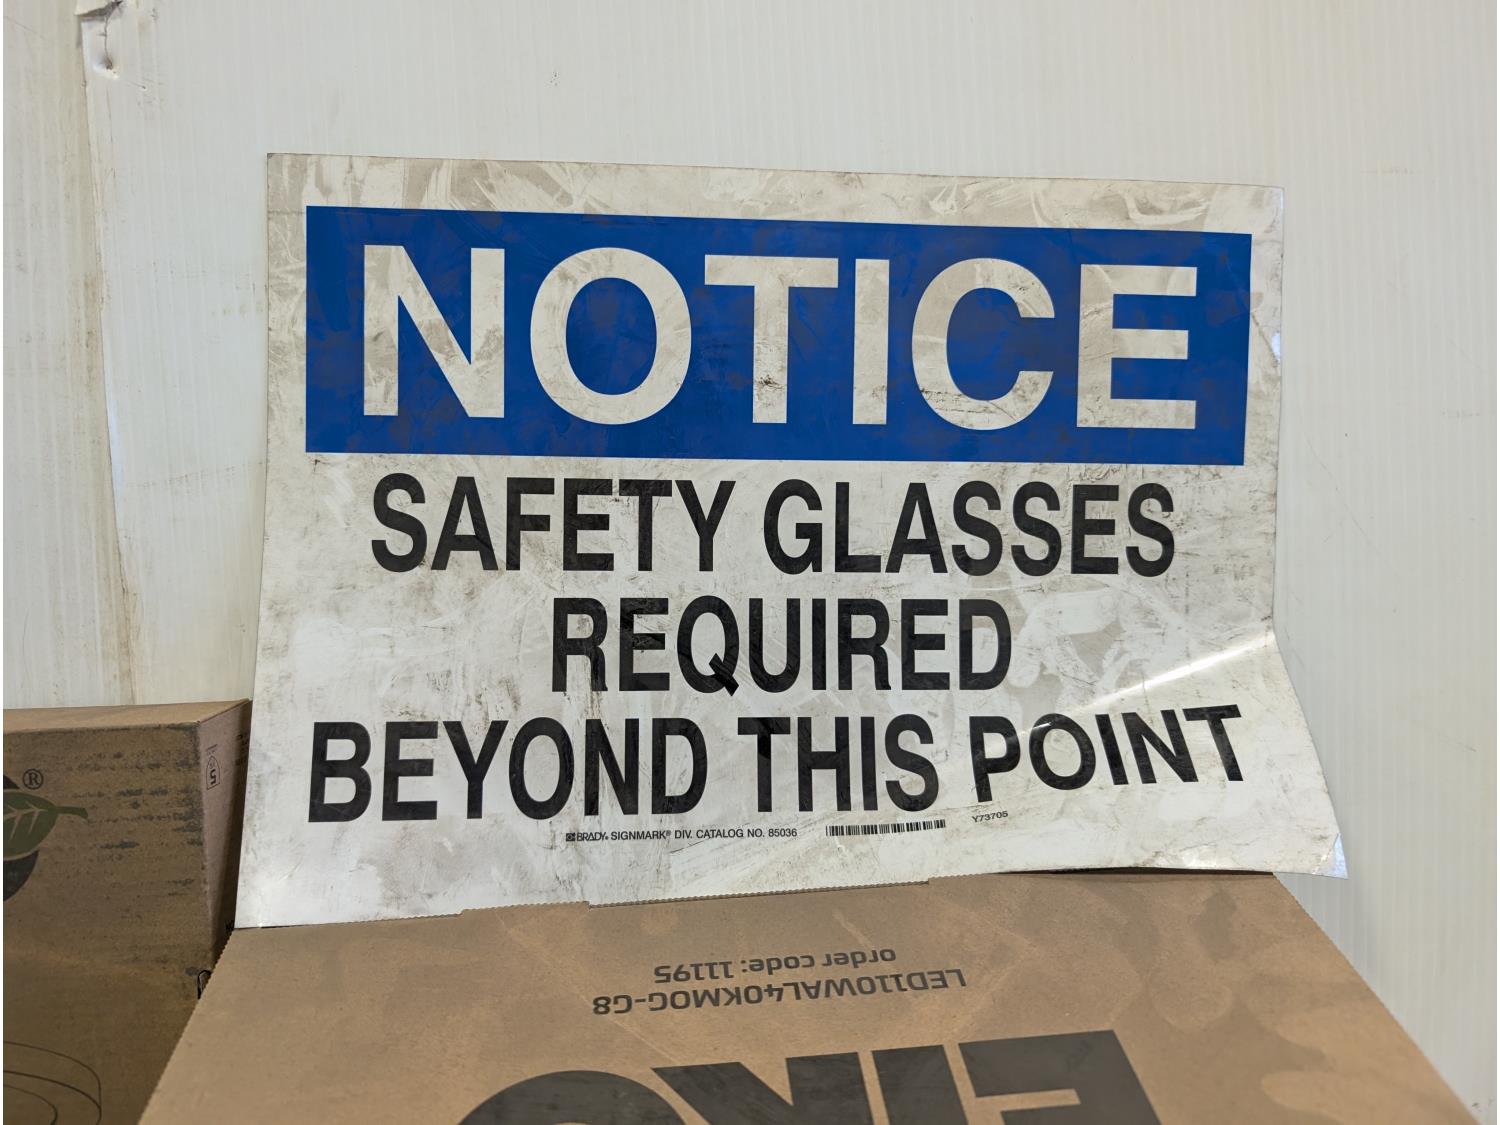 NOTICE
SAFETY GLASSES
REQUIRED
BEYOND THIS POINT
BRADY® SIGNMARK® DIV. CATALOG NO. 85036
Y73705
®
5
LED110WAL40KMOG-G8
order code: 11195